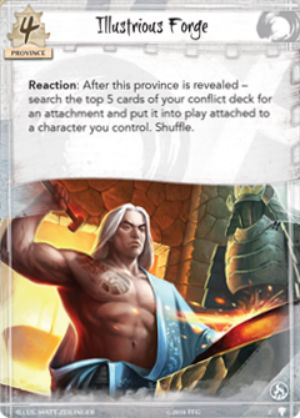 Illustrious Forge
4
PROVINCE
Reaction: After this province is revealed –
search the top 5 cards of your conflict deck for
an attachment and put it into play attached to
a character you control. Shuffle.
ILLUS. MATT ZEILINGER
©2018 FFG